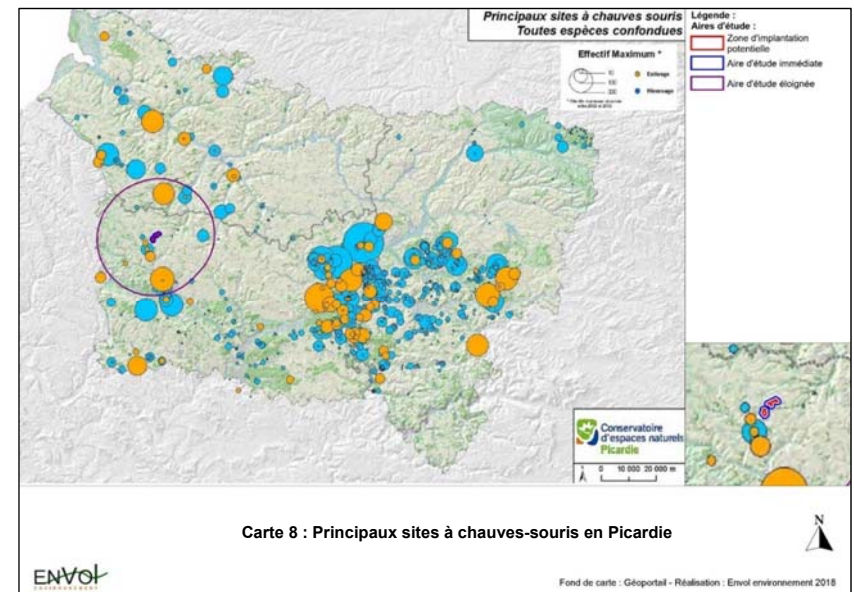 Principaux sites à chauves souris
Toutes espèces confondues
Effectif Maximum *
Estivage
Hivernage
Légende :
Aires d'étude :
Zone d'implantation
potentielle
Aire d'étude immédiate
Aire d'étude éloignée
Conservatoire
d'espaces naturels
Picardie
0 10 000 20 000 m
Carte 8 : Principaux sites à chauves-souris en Picardie
N
ENVOL
ENVIRONNEMENT
Fond de carte : Géoportail - Réalisation : Envol environnement 2018